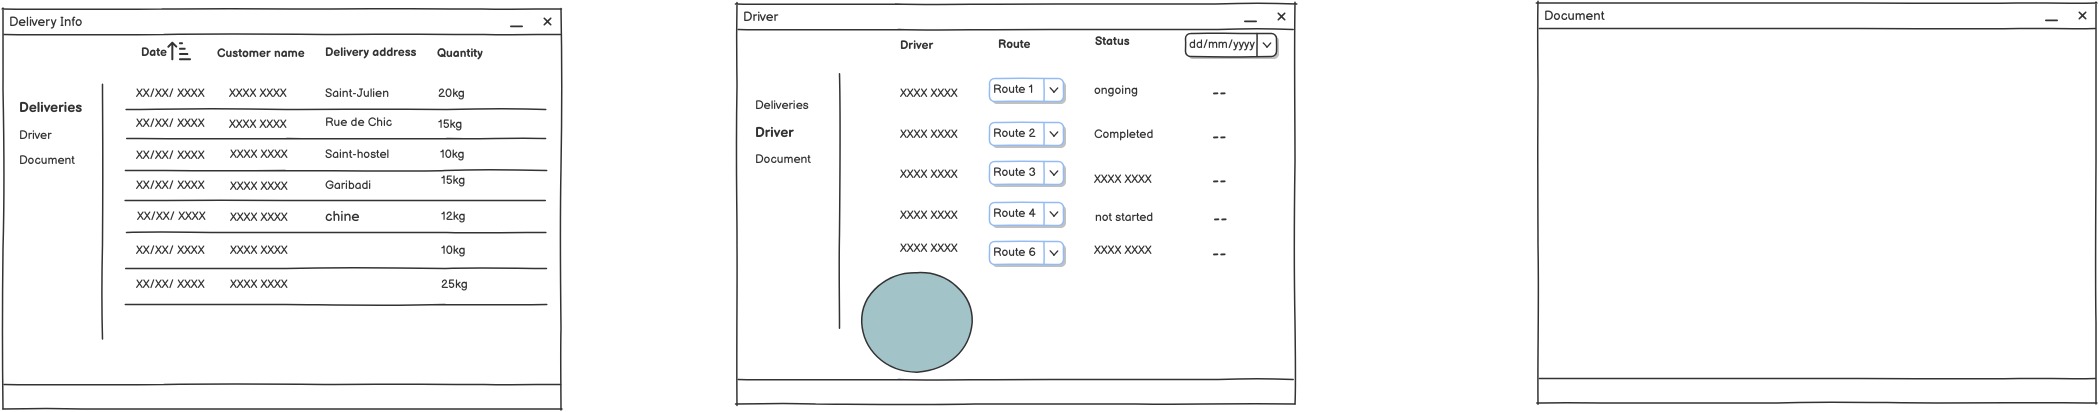 Delivery Info
Date Customer name Delivery address Quantity
XX/XX/ XXXX XXXX XXXX Saint-Julien 20kg
Deliveries
XX/XX/ XXXX XXXX XXXX Rue de Chic 15kg
Driver
XX/XX/ XXXX XXXX XXXX Saint-hostel 10kg
Document
XX/XX/ XXXX XXXX XXXX Garibadi 15kg
XX/XX/ XXXX XXXX XXXX chine 12kg
XX/XX/ XXXX XXXX XXXX 10kg
XX/XX/ XXXX XXXX XXXX 25kg
Driver
Driver Route Status dd/mm/yyyy
XXXX XXXX Route 1 ongoing --
Deliveries
Driver
XXXX XXXX Route 2 Completed --
Document
XXXX XXXX Route 3 XXXX XXXX --
XXXX XXXX Route 4 not started --
XXXX XXXX Route 6 XXXX XXXX --
Document